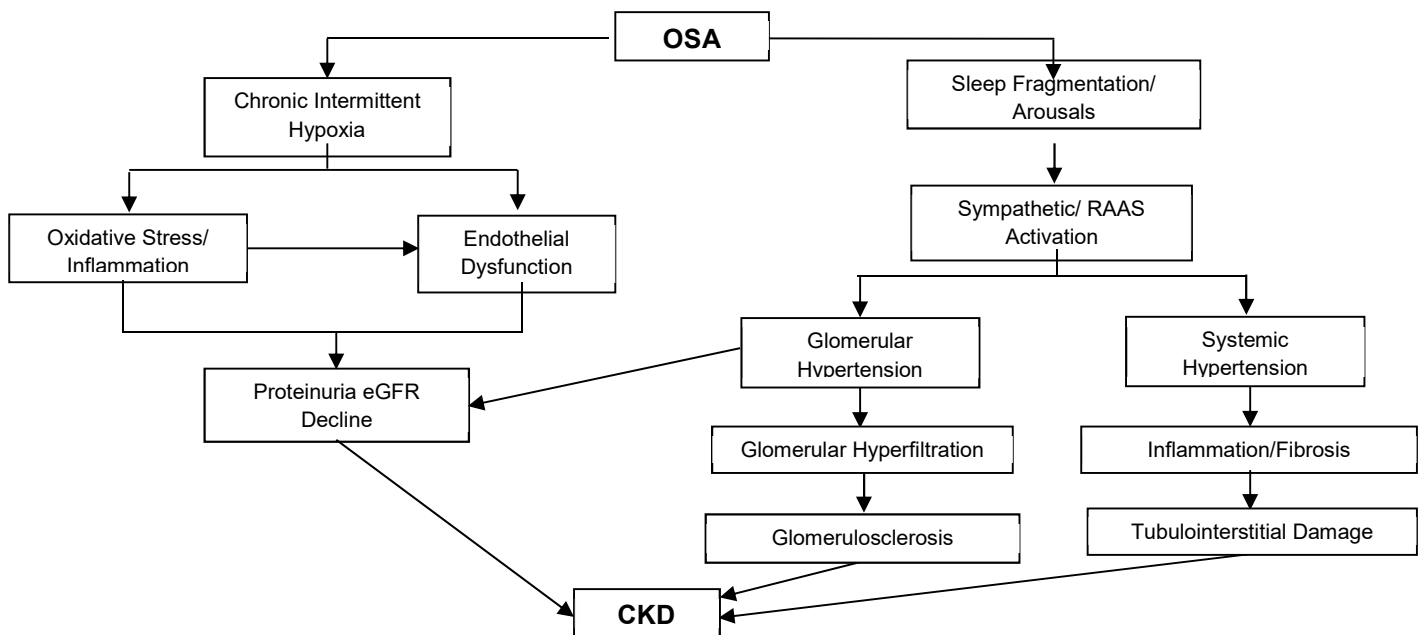 OSA
Chronic Intermittent
Hypoxia
Sleep Fragmentation/
Arousals
Oxidative Stress/
Inflammation
Endothelial
Dysfunction
Sympathetic/ RAAS
Activation
Glomerular
Hypertension
Systemic
Hypertension
Proteinuria eGFR
Decline
Glomerular Hyperfiltration
Inflammation/Fibrosis
Glomerulosclerosis
Tubulointerstitial Damage
CKD